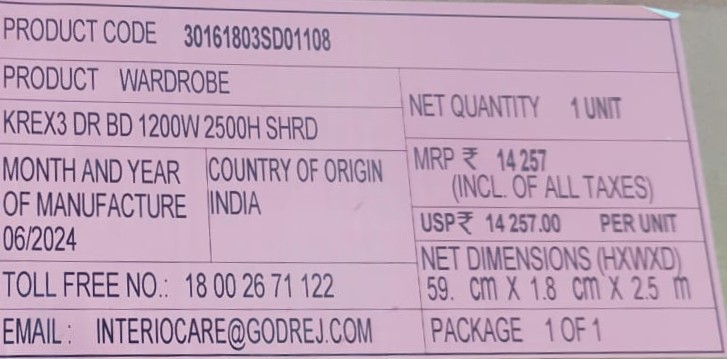 PRODUCT CODE 30161803SD01108
PRODUCT WARDROBE
KREX3 DR BD 1200W 2500H SHRD
NET QUANTITY 1 UNIT
MONTH AND YEAR
OF MANUFACTURE
06/2024
COUNTRY OF ORIGIN
INDIA
MRP ₹ 14 257
(INCL. OF ALL TAXES)
USP₹ 14 257.00 PER UNIT
NET DIMENSIONS (HXWXD)
59. cm X 1.8 cm X 2.5 m
TOLL FREE NO.: 18 00 26 71 122
EMAIL : INTERIOCARE@GODREJ.COM
PACKAGE 1 OF 1